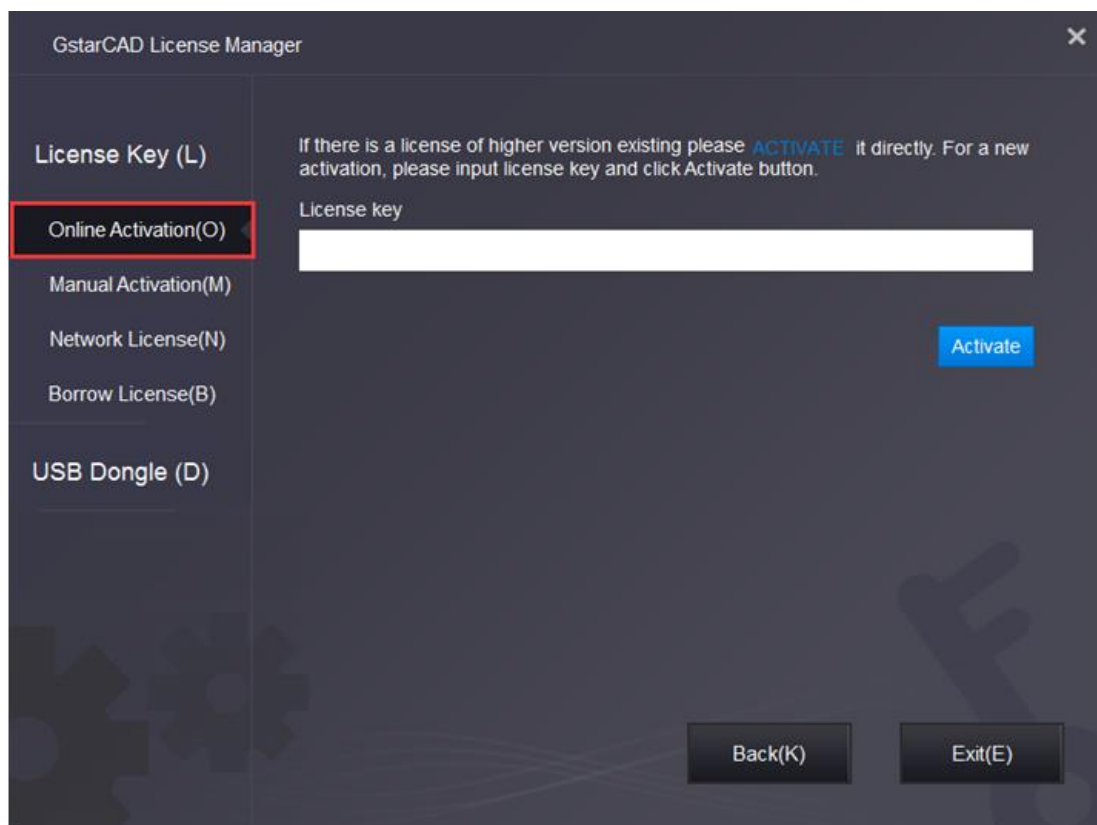 GstarCAD License Manager
License Key (L)
Online Activation(O)
Manual Activation(M)
Network License(N)
Borrow License(B)
USB Dongle (D)
If there is a license of higher version existing please ACTIVATE it directly. For a new
activation, please input license key and click Activate button.
License key
Activate
Back(K)
Exit(E)